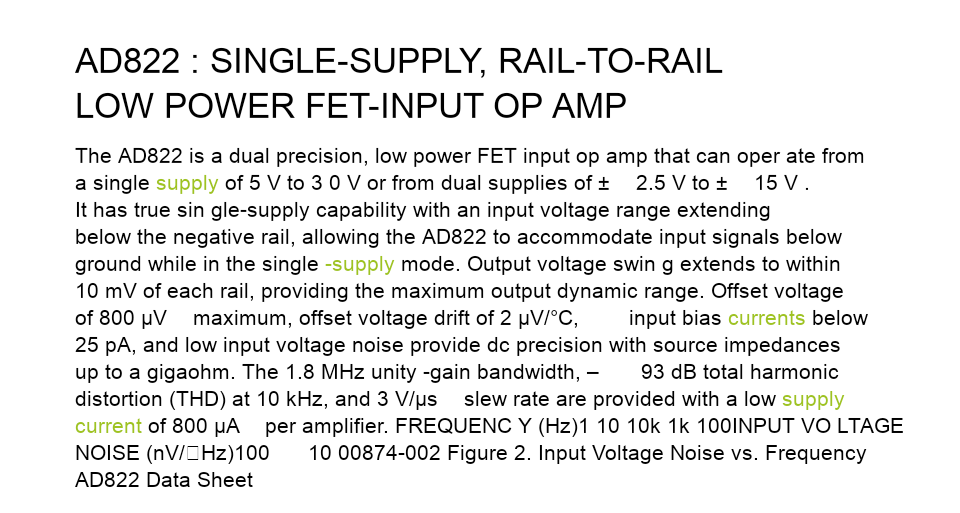 AD822 : SINGLE-SUPPLY, RAIL-TO-RAIL
LOW POWER FET-INPUT OP AMP
The AD822 is a dual precision, low power FET input op amp that can oper ate from
a single supply of 5 V to 3 0 V or from dual supplies of ± 2.5 V to ± 15 V .
It has true sin gle-supply capability with an input voltage range extending
below the negative rail, allowing the AD822 to accommodate input signals below
ground while in the single -supply mode. Output voltage swin g extends to within
10 mV of each rail, providing the maximum output dynamic range. Offset voltage
of 800 µV maximum, offset voltage drift of 2 µV/°C, input bias currents below
25 pA, and low input voltage noise provide dc precision with source impedances
up to a gigaohm. The 1.8 MHz unity -gain bandwidth, – 93 dB total harmonic
distortion (THD) at 10 kHz, and 3 V/µs slew rate are provided with a low supply
current of 800 µA per amplifier. FREQUENC Y (Hz)1 10 10k 1k 100INPUT VO LTAGE
NOISE (nV/□Hz)100 10 00874-002 Figure 2. Input Voltage Noise vs. Frequency
AD822 Data Sheet